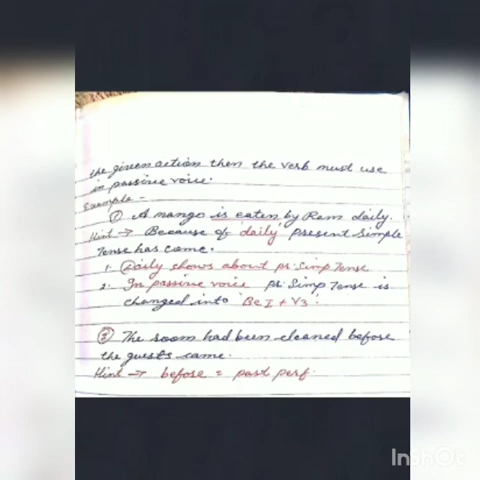 the given action then the verb must use
in passive voice.
Example -
① A mango is eaten by Ram daily.
Hint → Because of daily, present simple
Tense has come.
1. Daily shows about pr. Simp Tense
2. In passive voice pr. Simp Tense is
changed into Be I + V3.
② The room had been cleaned before
the guests came.
Hint → before = past perf.
InShOt